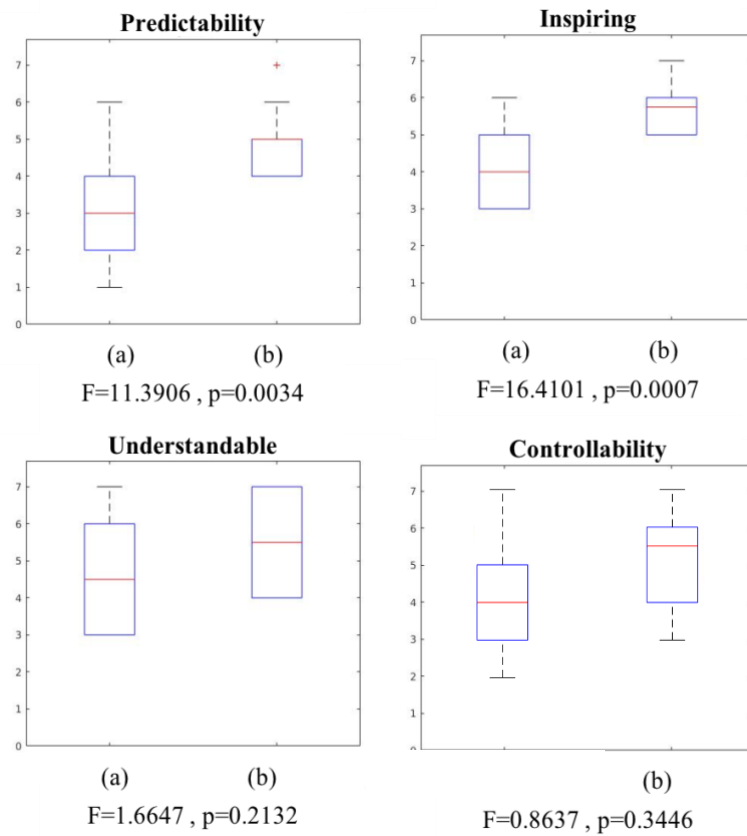 Predictability
7
6
5
4
3
2
1
0
(a) (b)
F=11.3906 , p=0.0034
Inspiring
7
6
5
4
3
2
1
0
(a) (b)
F=16.4101 , p=0.0007
Understandable
7
6
5
4
3
2
1
0
(a) (b)
F=1.6647 , p=0.2132
Controllability
7
6
5
4
3
2
1
0
(b)
F=0.8637 , p=0.3446